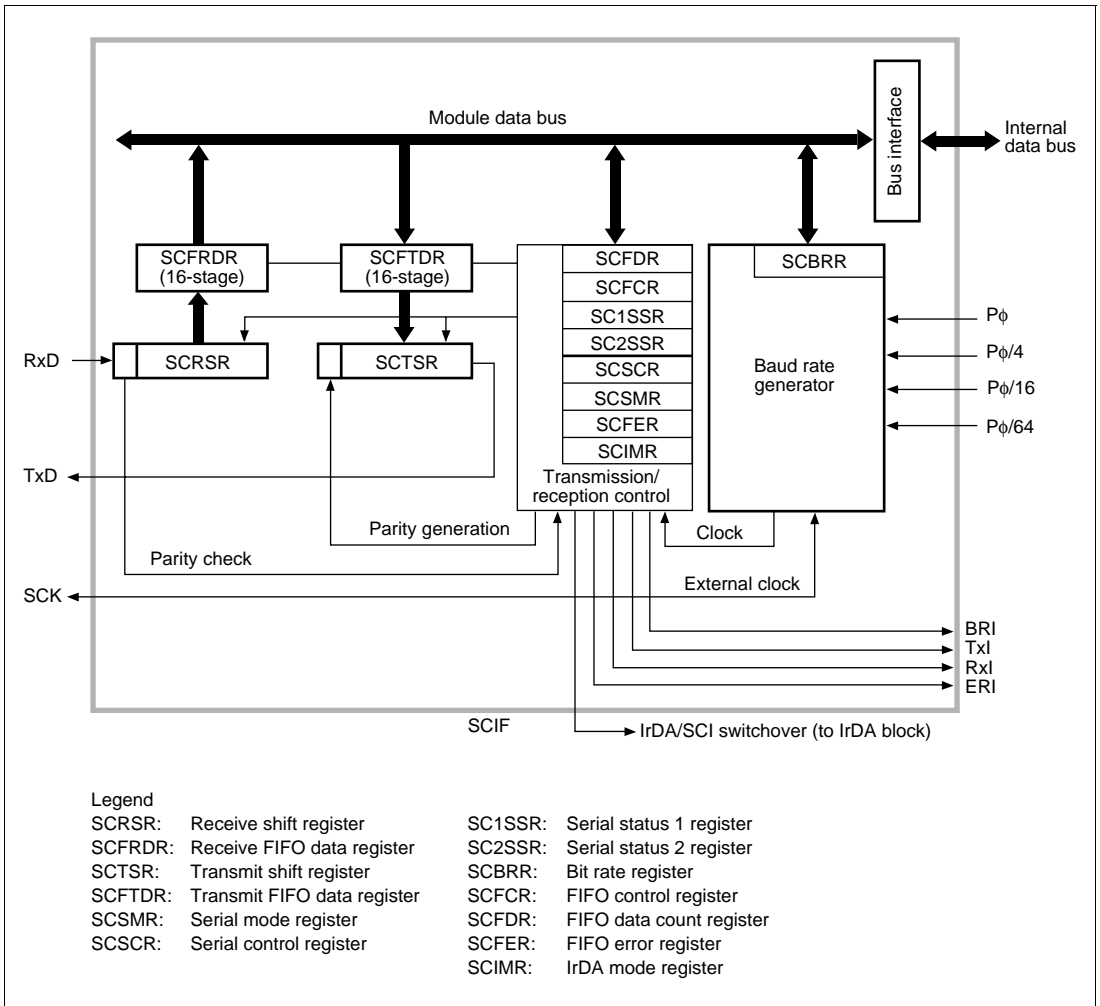 Module data bus
Bus interface
Internal
data bus
SCFRDR
(16-stage)
SCFTDR
(16-stage)
SCFDR
SCFCR
SC1SSR
SC2SSR
SCSCR
SCSMR
SCFER
SCIMR
Transmission/
reception control
SCBRR
Baud rate
generator
Pϕ
Pϕ/4
Pϕ/16
Pϕ/64
RxD
SCRSR
SCTSR
TxD
Parity generation
Parity check
Clock
SCK
External clock
BRI
TxI
RxI
ERI
SCIF
IrDA/SCI switchover (to IrDA block)
Legend
SCRSR: Receive shift register
SCFRDR: Receive FIFO data register
SCTSR: Transmit shift register
SCFTDR: Transmit FIFO data register
SCSMR: Serial mode register
SCSCR: Serial control register
SC1SSR: Serial status 1 register
SC2SSR: Serial status 2 register
SCBRR: Bit rate register
SCFCR: FIFO control register
SCFDR: FIFO data count register
SCFER: FIFO error register
SCIMR: IrDA mode register